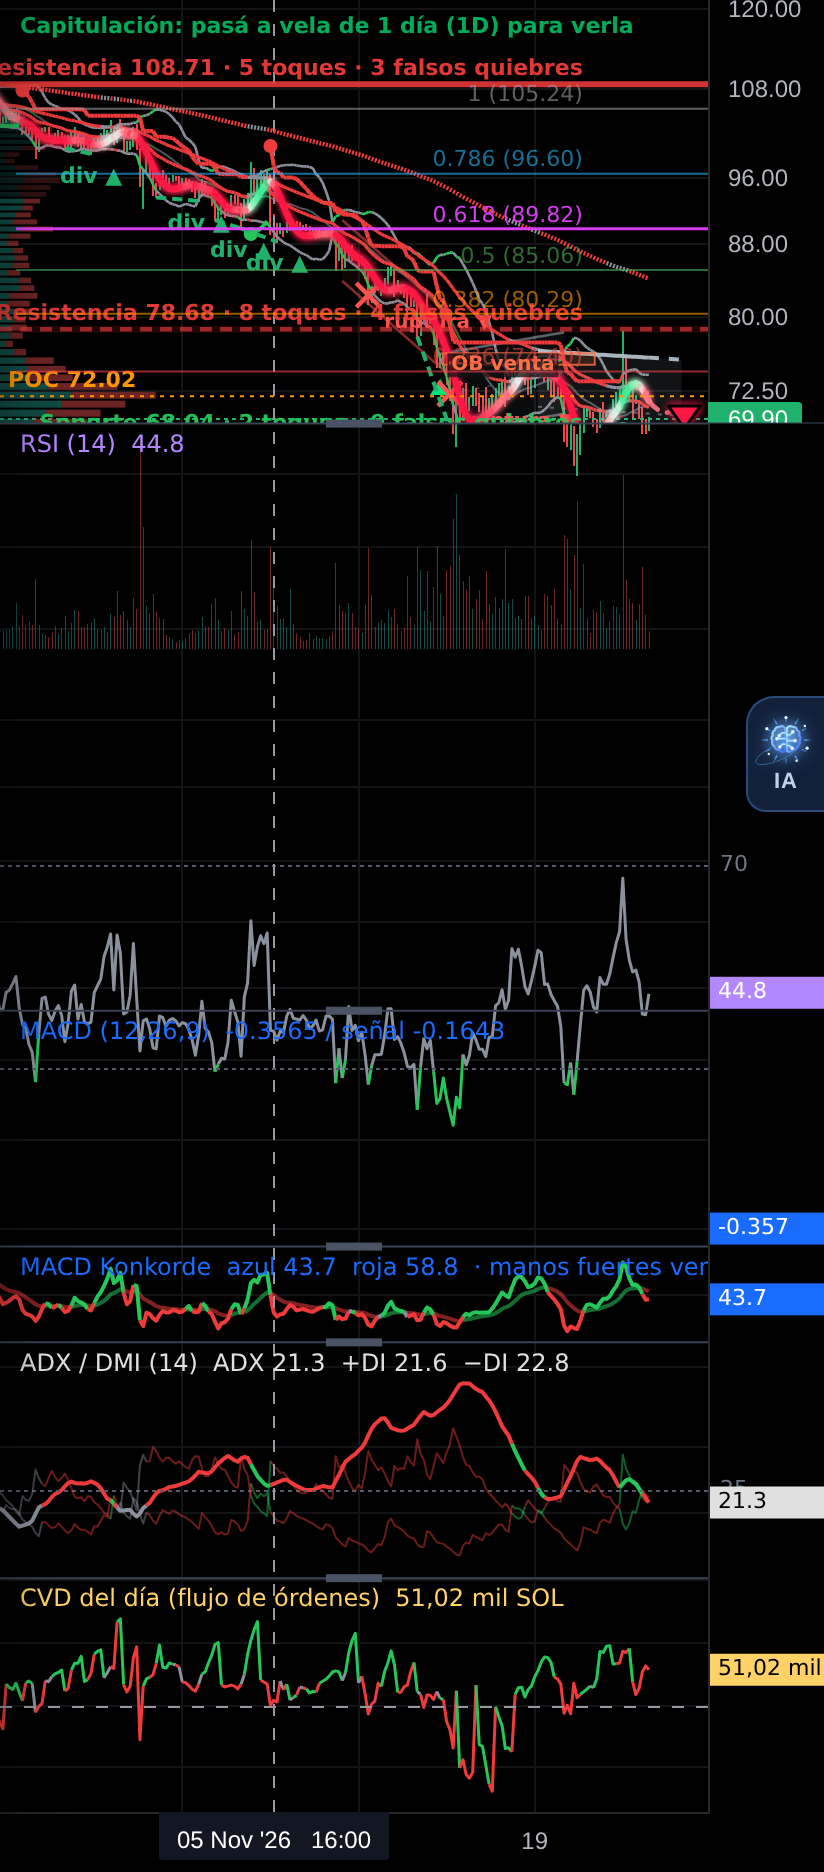 120.00
Capitulación: pasá a vela de 1 día (1D) para verla
esistencia 108.71 · 5 toques · 3 falsos quiebres
108.00
1 (105.24)
0.786 (96.60)
96.00
div ▲
0.618 (89.82)
div ▲
88.00
div ▲
div ▲
0.5 (85.06)
0.382 (80.29)
Resistencia 78.68 · 8 toques · 4 falsos quiebres
80.00
OB venta
POC 72.02
72.50
69.90
RSI (14) 44.8
IA
70
44.8
MACD (12,26,9) -0.3565 / señal -0.1643
-0.357
MACD Konkorde azul 43.7 roja 58.8 · manos fuertes ver
43.7
ADX / DMI (14) ADX 21.3 +DI 21.6 −DI 22.8
21.3
CVD del día (flujo de órdenes) 51,02 mil SOL
51,02 mil
05 Nov '26 16:00
19